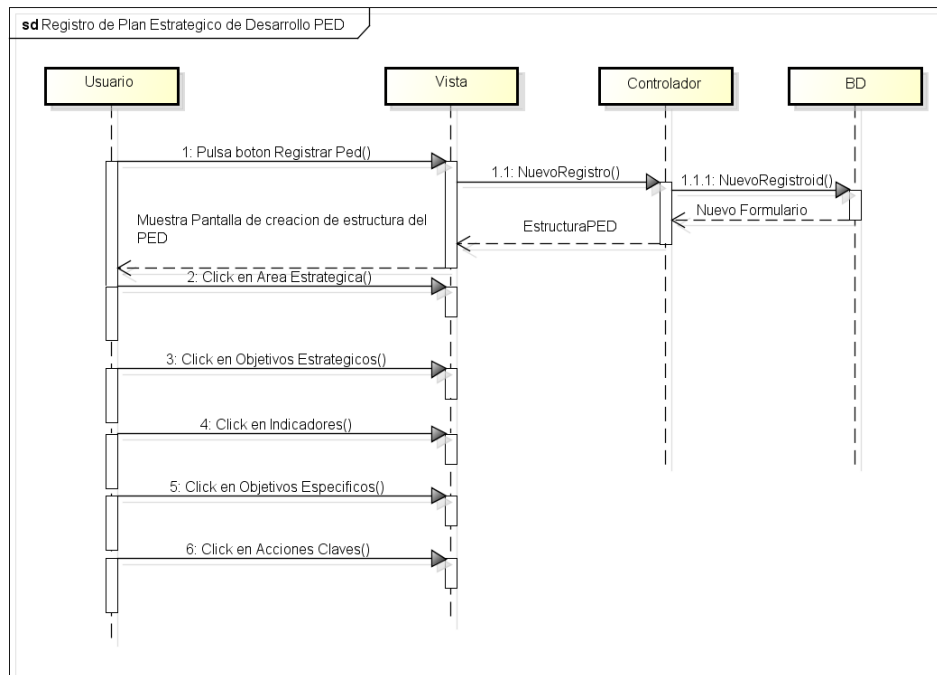 sd Registro de Plan Estrategico de Desarrollo PED
Usuario
Vista
Controlador
BD
1: Pulsa boton Registrar Ped()
1.1: NuevoRegistro()
1.1.1: NuevoRegistroid()
Nuevo Formulario
EstructuraPED
Muestra Pantalla de creacion de estructura del
PED
2: Click en Area Estrategica()
3: Click en Objetivos Estrategicos()
4: Click en Indicadores()
5: Click en Objetivos Especificos()
6: Click en Acciones Claves()